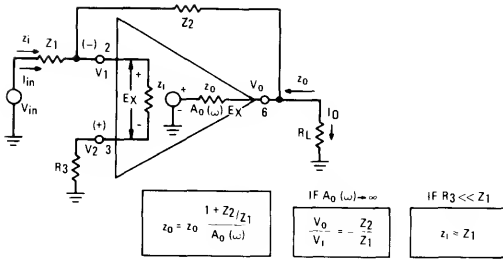 Z2
zi
Z1
(-)
2
V1
Iin
Vin
+
EX
-
zi
+
-
zo
Ao(ω) EX
Vo
6
zo
IO
RL
(+)
V2
3
R3
zo = zo 1 + Z2/Z1 / Ao(ω)
IF Ao(ω)→∞
Vo / VI = - Z2 / Z1
IF R3 << Z1
zi ≈ Z1